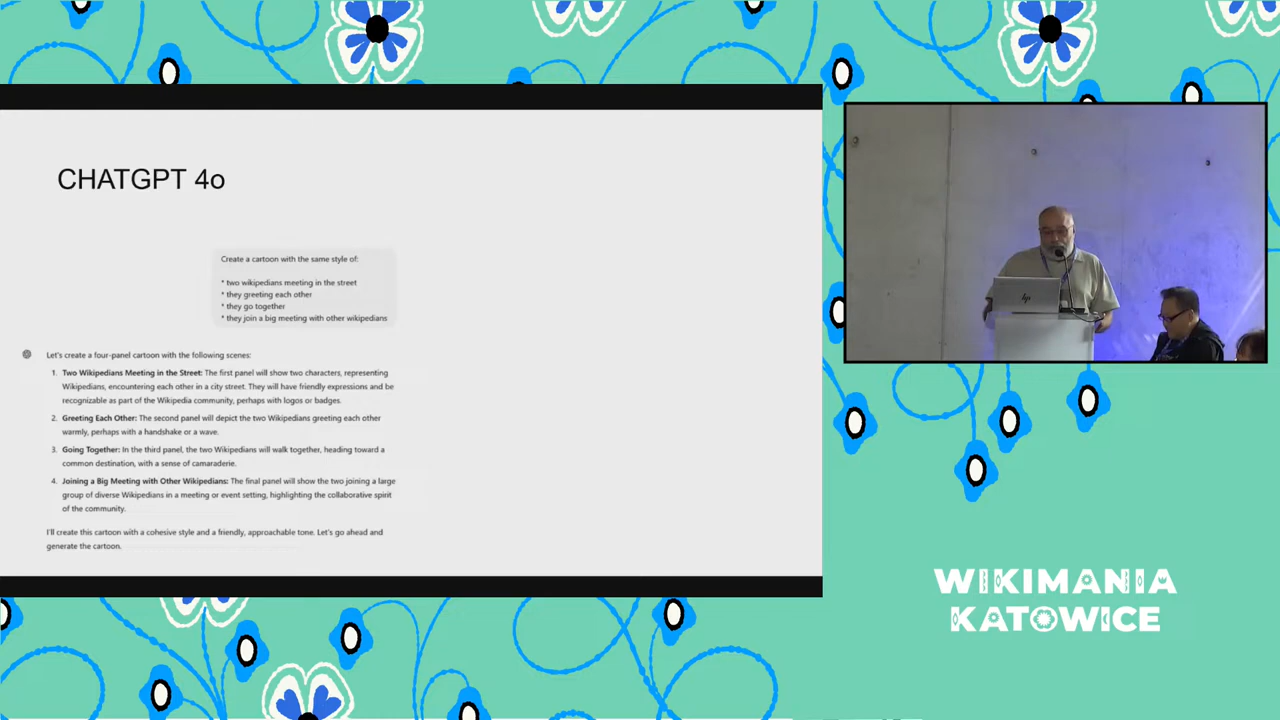 CHATGPT 4o
Create a cartoon with the same style of:
* two wikipedians meeting in the street
* they greeting each other
* they go together
* they join a big meeting with other wikipedians
Let's create a four-panel cartoon with the following scenes:
1. Two Wikipedians Meeting in the Street: The first panel will show two characters, representing
Wikipedians, encountering each other in a city street. They will have friendly expressions and be
recognizable as part of the Wikipedia community, perhaps with logos or badges.
2. Greeting Each Other: The second panel will depict the two Wikipedians greeting each other
warmly, perhaps with a handshake or a wave.
3. Going Together: In the third panel, the two Wikipedians will walk together, heading toward a
common destination, with a sense of camaraderie.
4. Joining a Big Meeting with Other Wikipedians: The final panel will show the two joining a large
group of diverse Wikipedians in a meeting or event setting, highlighting the collaborative spirit
of the community.
I'll create this cartoon with a cohesive style and a friendly, approachable tone. Let's go ahead and
generate the cartoon.
hp
WIKIMANIA
KATOWICE